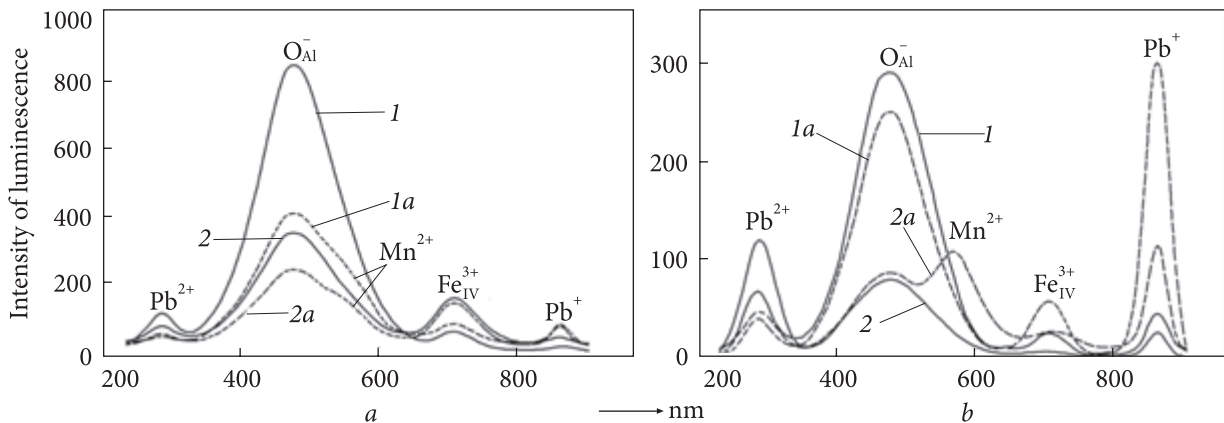 Intensity of luminescence
1000
800
600
400
200
0
200
400
600
800
Pb²⁺
O⁻Al
1
1a
2
2a
Mn²⁺
Fe³⁺IV
Pb⁺
a
300
200
100
0
200
400
600
800
Pb²⁺
O⁻Al
1a
1
2a
2
Mn²⁺
Fe³⁺IV
Pb⁺
b
nm